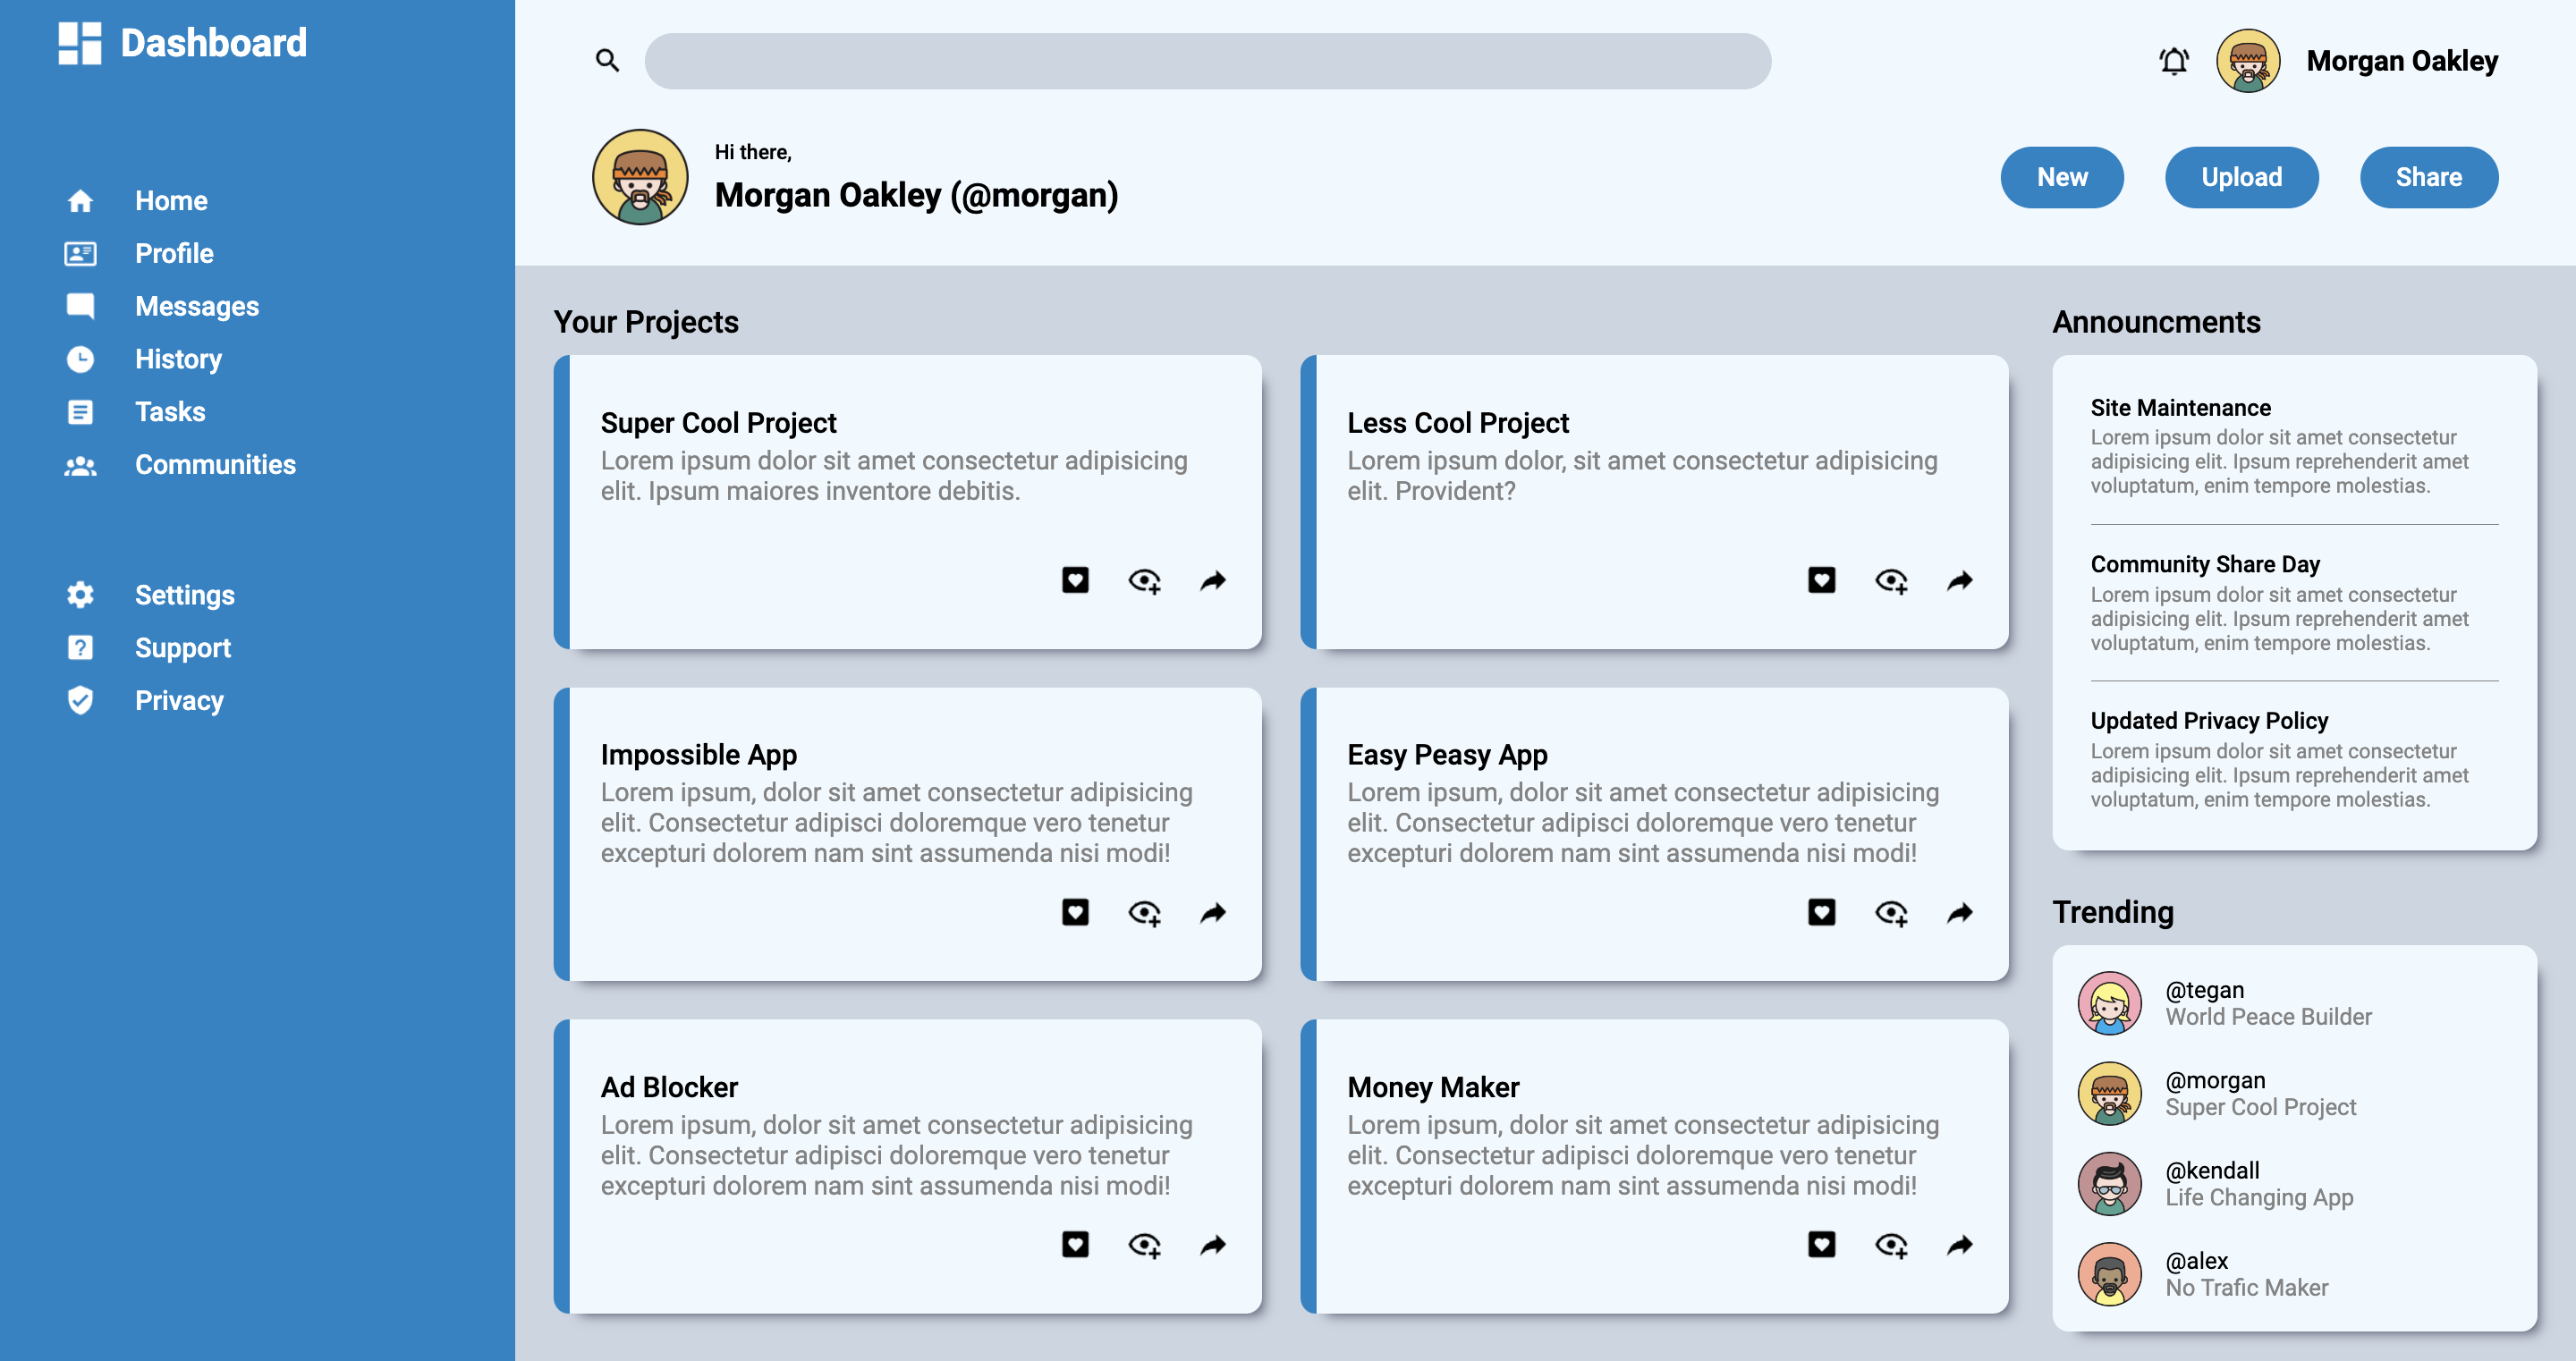 Dashboard
Home
Profile
Messages
History
Tasks
Communities
Settings
Support
Privacy
Morgan Oakley
Hi there,
Morgan Oakley (@morgan)
New
Upload
Share
Your Projects
Super Cool Project
Lorem ipsum dolor sit amet consectetur adipisicing
elit. Ipsum maiores inventore debitis.
Less Cool Project
Lorem ipsum dolor, sit amet consectetur adipisicing
elit. Provident?
Impossible App
Lorem ipsum, dolor sit amet consectetur adipisicing
elit. Consectetur adipisci doloremque vero tenetur
excepturi dolorem nam sint assumenda nisi modi!
Easy Peasy App
Lorem ipsum, dolor sit amet consectetur adipisicing
elit. Consectetur adipisci doloremque vero tenetur
excepturi dolorem nam sint assumenda nisi modi!
Ad Blocker
Lorem ipsum, dolor sit amet consectetur adipisicing
elit. Consectetur adipisci doloremque vero tenetur
excepturi dolorem nam sint assumenda nisi modi!
Money Maker
Lorem ipsum, dolor sit amet consectetur adipisicing
elit. Consectetur adipisci doloremque vero tenetur
excepturi dolorem nam sint assumenda nisi modi!
Announcments
Site Maintenance
Lorem ipsum dolor sit amet consectetur
adipisicing elit. Ipsum reprehenderit amet
voluptatum, enim tempore molestias.
Community Share Day
Lorem ipsum dolor sit amet consectetur
adipisicing elit. Ipsum reprehenderit amet
voluptatum, enim tempore molestias.
Updated Privacy Policy
Lorem ipsum dolor sit amet consectetur
adipisicing elit. Ipsum reprehenderit amet
voluptatum, enim tempore molestias.
Trending
@tegan
World Peace Builder
@morgan
Super Cool Project
@kendall
Life Changing App
@alex
No Trafic Maker